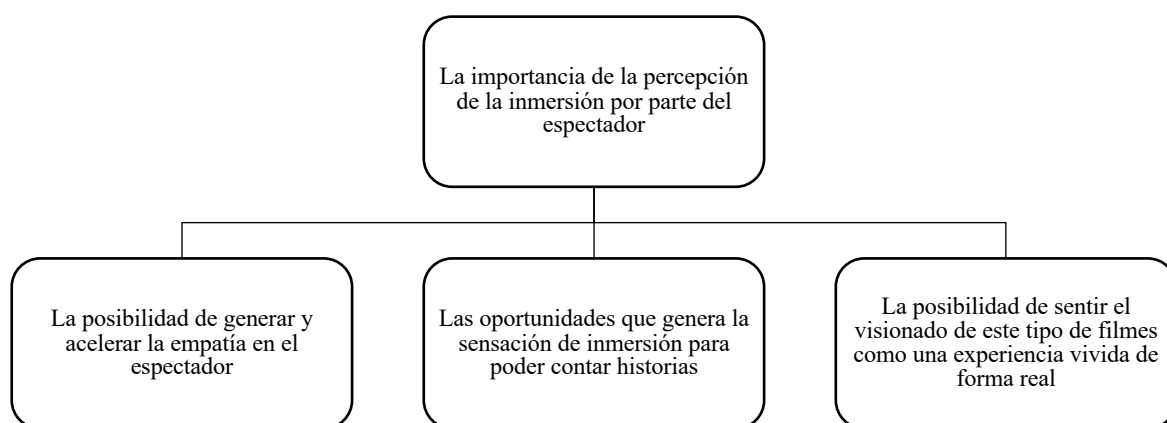 La importancia de la percepción
de la inmersión por parte del
espectador
La posibilidad de generar y
acelerar la empatía en el
espectador
Las oportunidades que genera la
sensación de inmersión para
poder contar historias
La posibilidad de sentir el
visionado de este tipo de filmes
como una experiencia vivida de
forma real